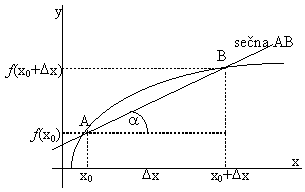 y
sečna AB
B
f(x₀+Δx)
A
α
f(x₀)
x
x₀
Δx
x₀+Δx